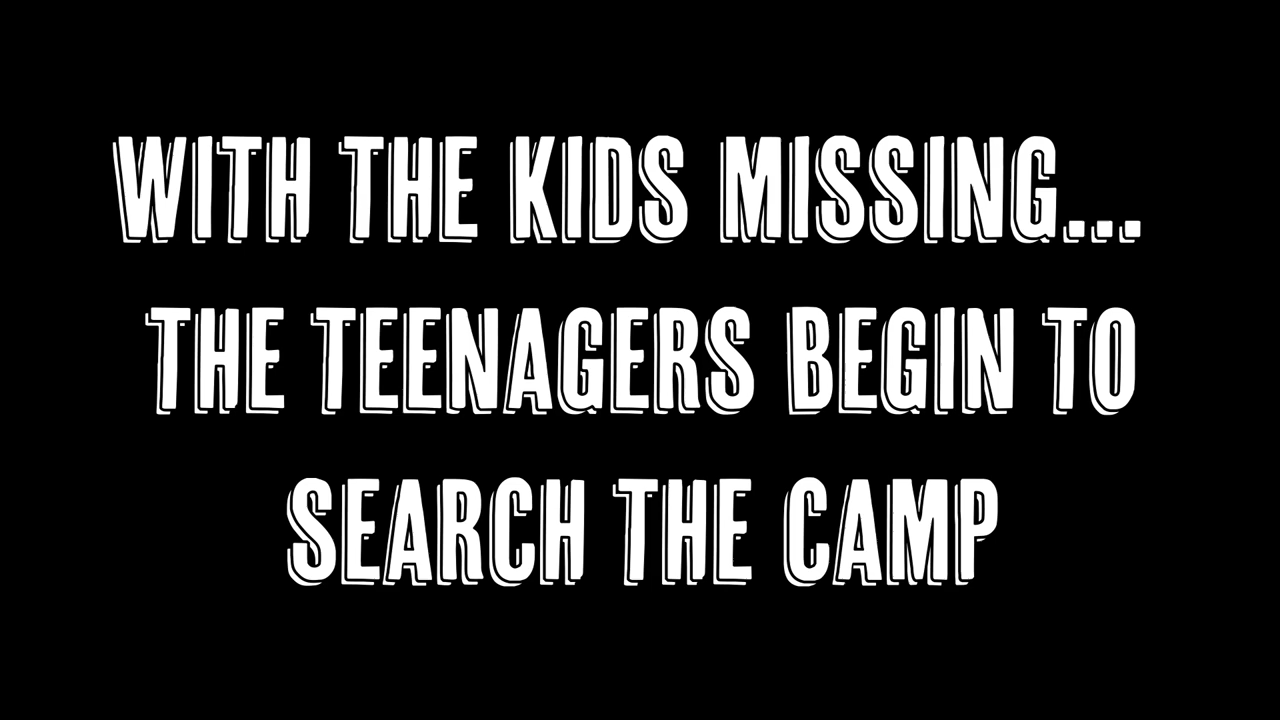 WITH THE KIDS MISSING...
THE TEENAGERS BEGIN TO
SEARCH THE CAMP